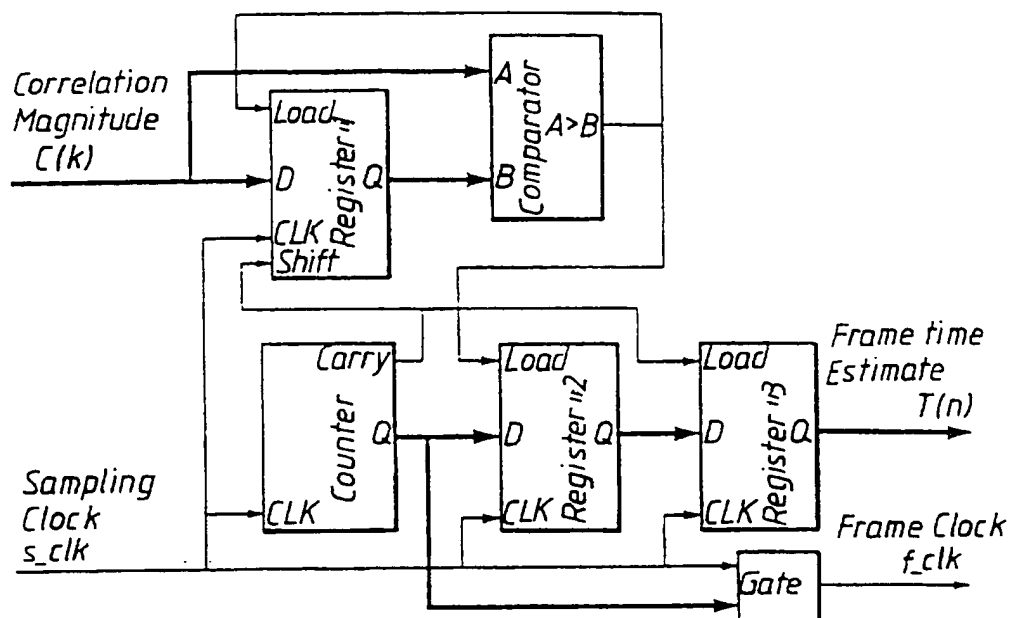 Correlation
Magnitude
C(k)
Load
D
Q
CLK
Shift
Register "1
A
B
A>B
Comparator
Carry
Q
CLK
Counter
Load
D
Q
CLK
Register "2
Load
D
Q
CLK
Register "3
Frame time
Estimate
T(n)
Sampling
Clock
s_clk
Gate
Frame Clock
f_clk